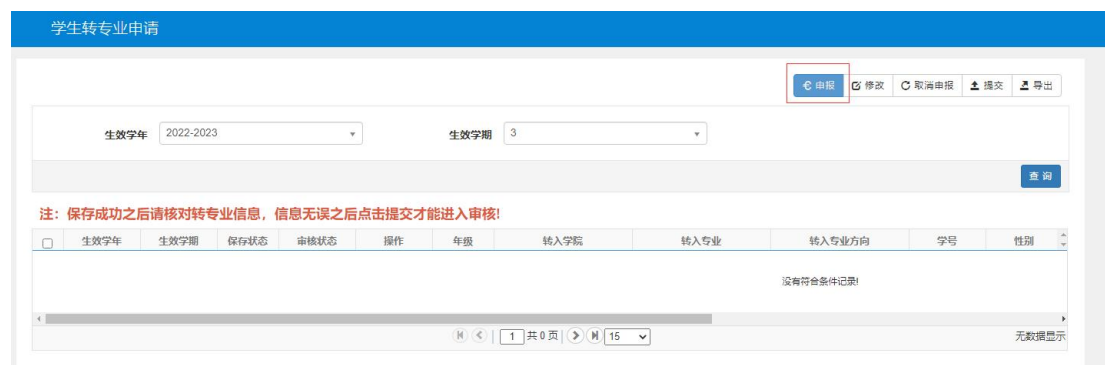 学生转专业申请
申报 修改 取消申报 提交 导出
生效学年 2022-2023 生效学期 3
查询
注：保存成功之后请核对转专业信息，信息无误之后点击提交才能进入审核!
生效学年 生效学期 保存状态 审核状态 操作 年级 转入学院 转入专业 转入专业方向 学号 性别
没有符合条件记录!
1 共 0 页 15 无数据显示